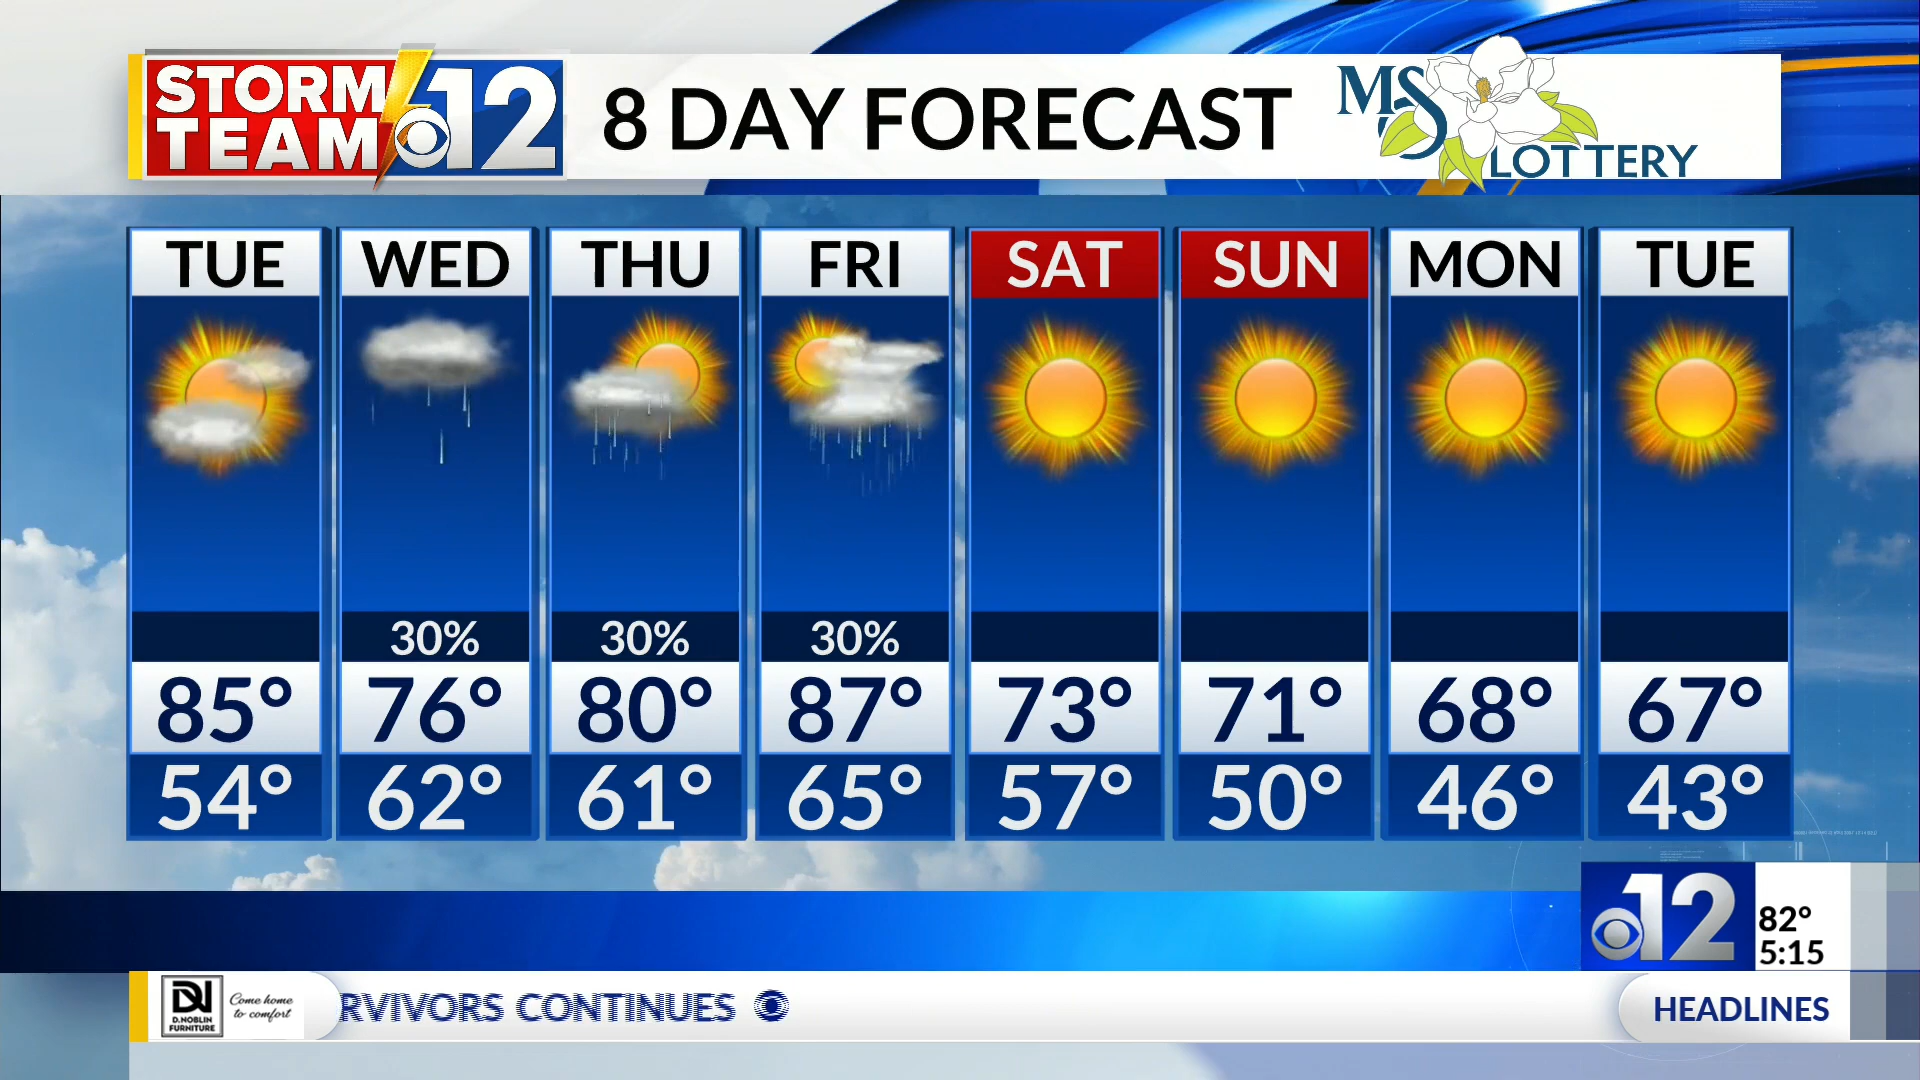 STORM
TEAM 12
8 DAY FORECAST
MS
LOTTERY
TUE WED THU FRI SAT SUN MON TUE
30% 30% 30%
85° 76° 80° 87° 73° 71° 68° 67°
54° 62° 61° 65° 57° 50° 46° 43°
12
82°
5:15
DN
D.NOBLIN
FURNITURE
Come home
to comfort
RVIVORS CONTINUES
HEADLINES